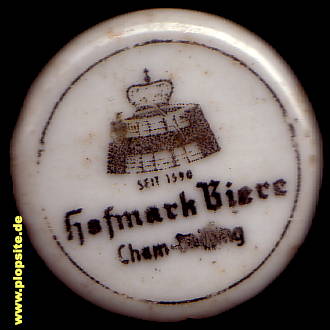 SEIT 1590
Hofmark Biere
Cham-
www.plopsite.de